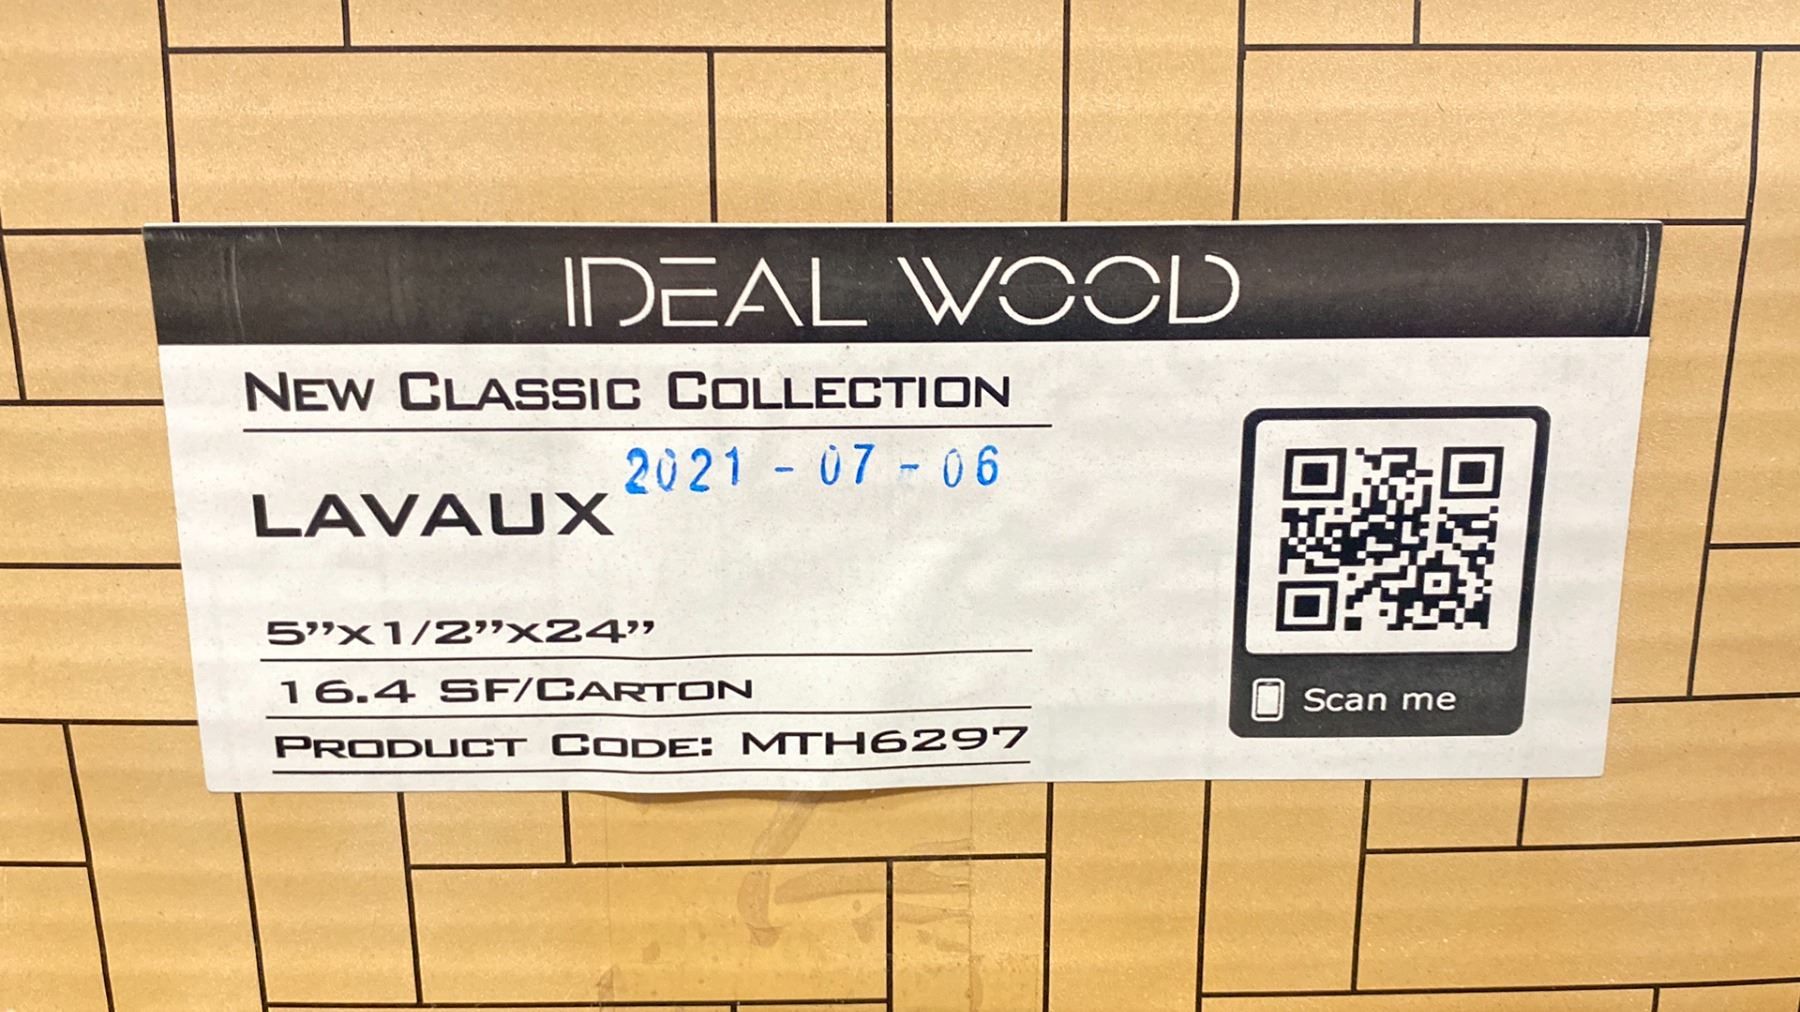 IDEAL WOOD
NEW CLASSIC COLLECTION
2021 - 07 - 06
LAVAUX
5”x1/2”x24”
16.4 SF/CARTON
PRODUCT CODE: MTH6297
Scan me